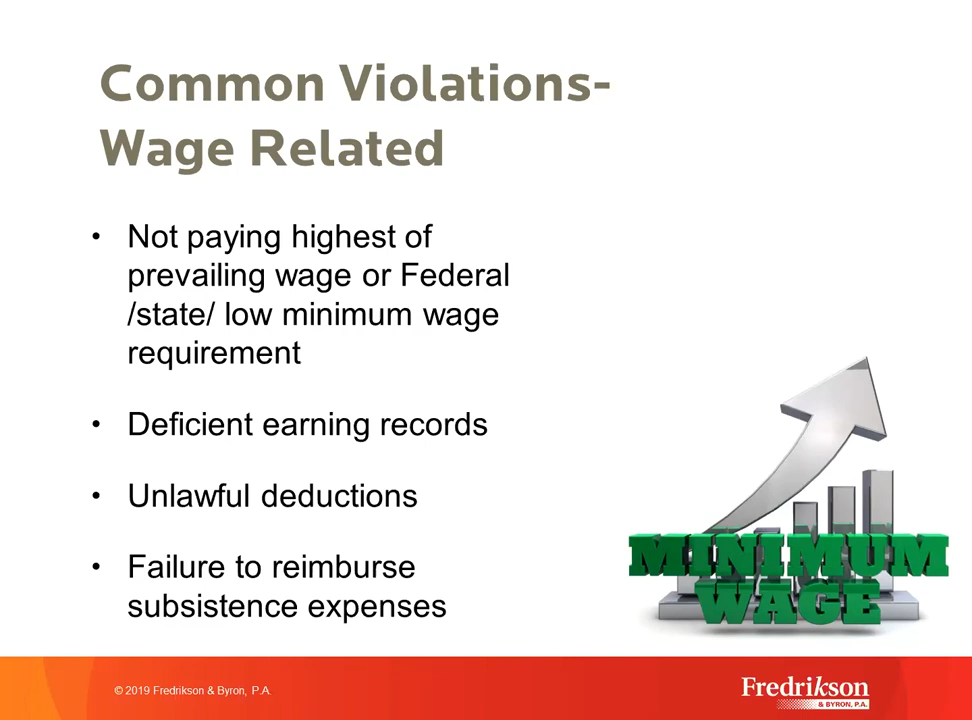 Common Violations-
Wage Related
• Not paying highest of
prevailing wage or Federal
/state/ low minimum wage
requirement
• Deficient earning records
• Unlawful deductions
• Failure to reimburse
subsistence expenses
MINIMUM
WAGE
© 2019 Fredrikson & Byron, P.A.
Fredrikson
& BYRON, P.A.